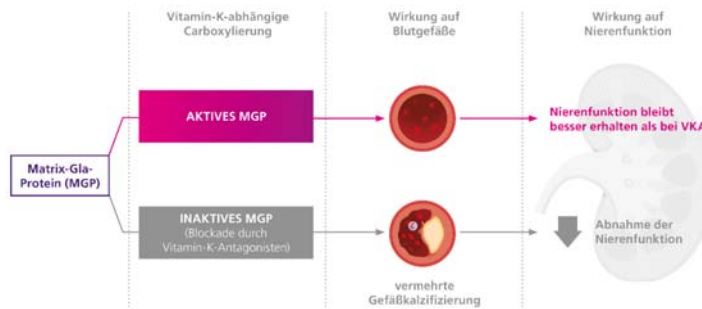 Vitamin-K-abhängige
Carboxylierung
Wirkung auf
Blutgefäße
Wirkung auf
Nierenfunktion
AKTIVES MGP
Nierenfunktion bleibt
besser erhalten als bei VKA
Matrix-Gla-
Protein (MGP)
INAKTIVES MGP
(Blockade durch
Vitamin-K-Antagonisten)
Abnahme der
Nierenfunktion
vermehrte
Gefäßkalzifizierung